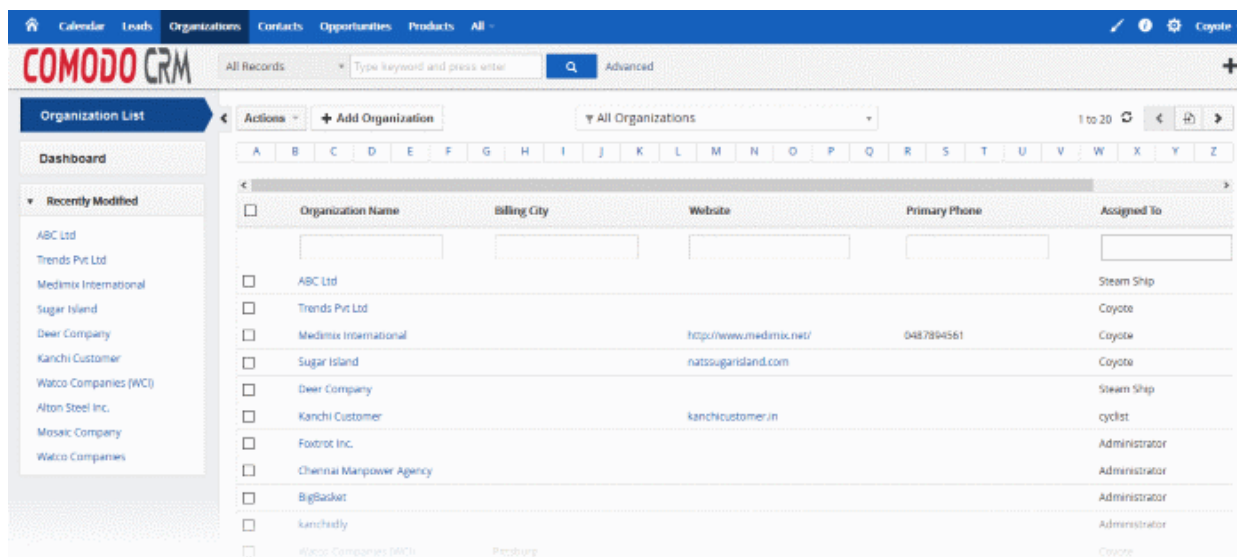 Calendar Leads Organizations Contacts Opportunities Products All Coyote
COMODO CRM All Records Type keyword and press enter Advanced
Organization List Actions Add Organization All Organizations 1 to 20
Dashboard A B C D E F G H I J K L M N O P Q R S T U V W X Y Z
Recently Modified
Organization Name Billing City Website Primary Phone Assigned To
ABC Ltd
Trends Pvt Ltd
Medimix International
Sugar Island
Deer Company
Kanchi Customer
Watco Companies (WCI)
Alton Steel Inc.
Mosaic Company
Watco Companies
ABC Ltd Steam Ship
Trends Pvt Ltd Coyote
Medimix International http://www.medimix.net/ 0487894561 Coyote
Sugar Island natssugarisland.com Coyote
Deer Company Steam Ship
Kanchi Customer kanchicustomer.in cyclist
Foxtrot Inc. Administrator
Chennai Manpower Agency Administrator
BigBasket Administrator
kanchidly Administrator
Watco Companies (WCI) Pittsburg Coyote